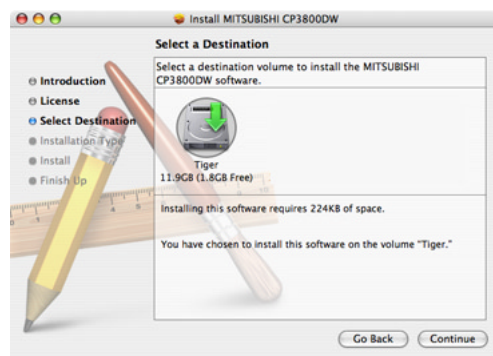 Install MITSUBISHI CP3800DW
Select a Destination
Introduction
License
Select Destination
Installation Type
Install
Finish Up
Select a destination volume to install the MITSUBISHI
CP3800DW software.
Tiger
11.9GB (1.8GB Free)
Installing this software requires 224KB of space.
You have chosen to install this software on the volume "Tiger."
Go Back
Continue